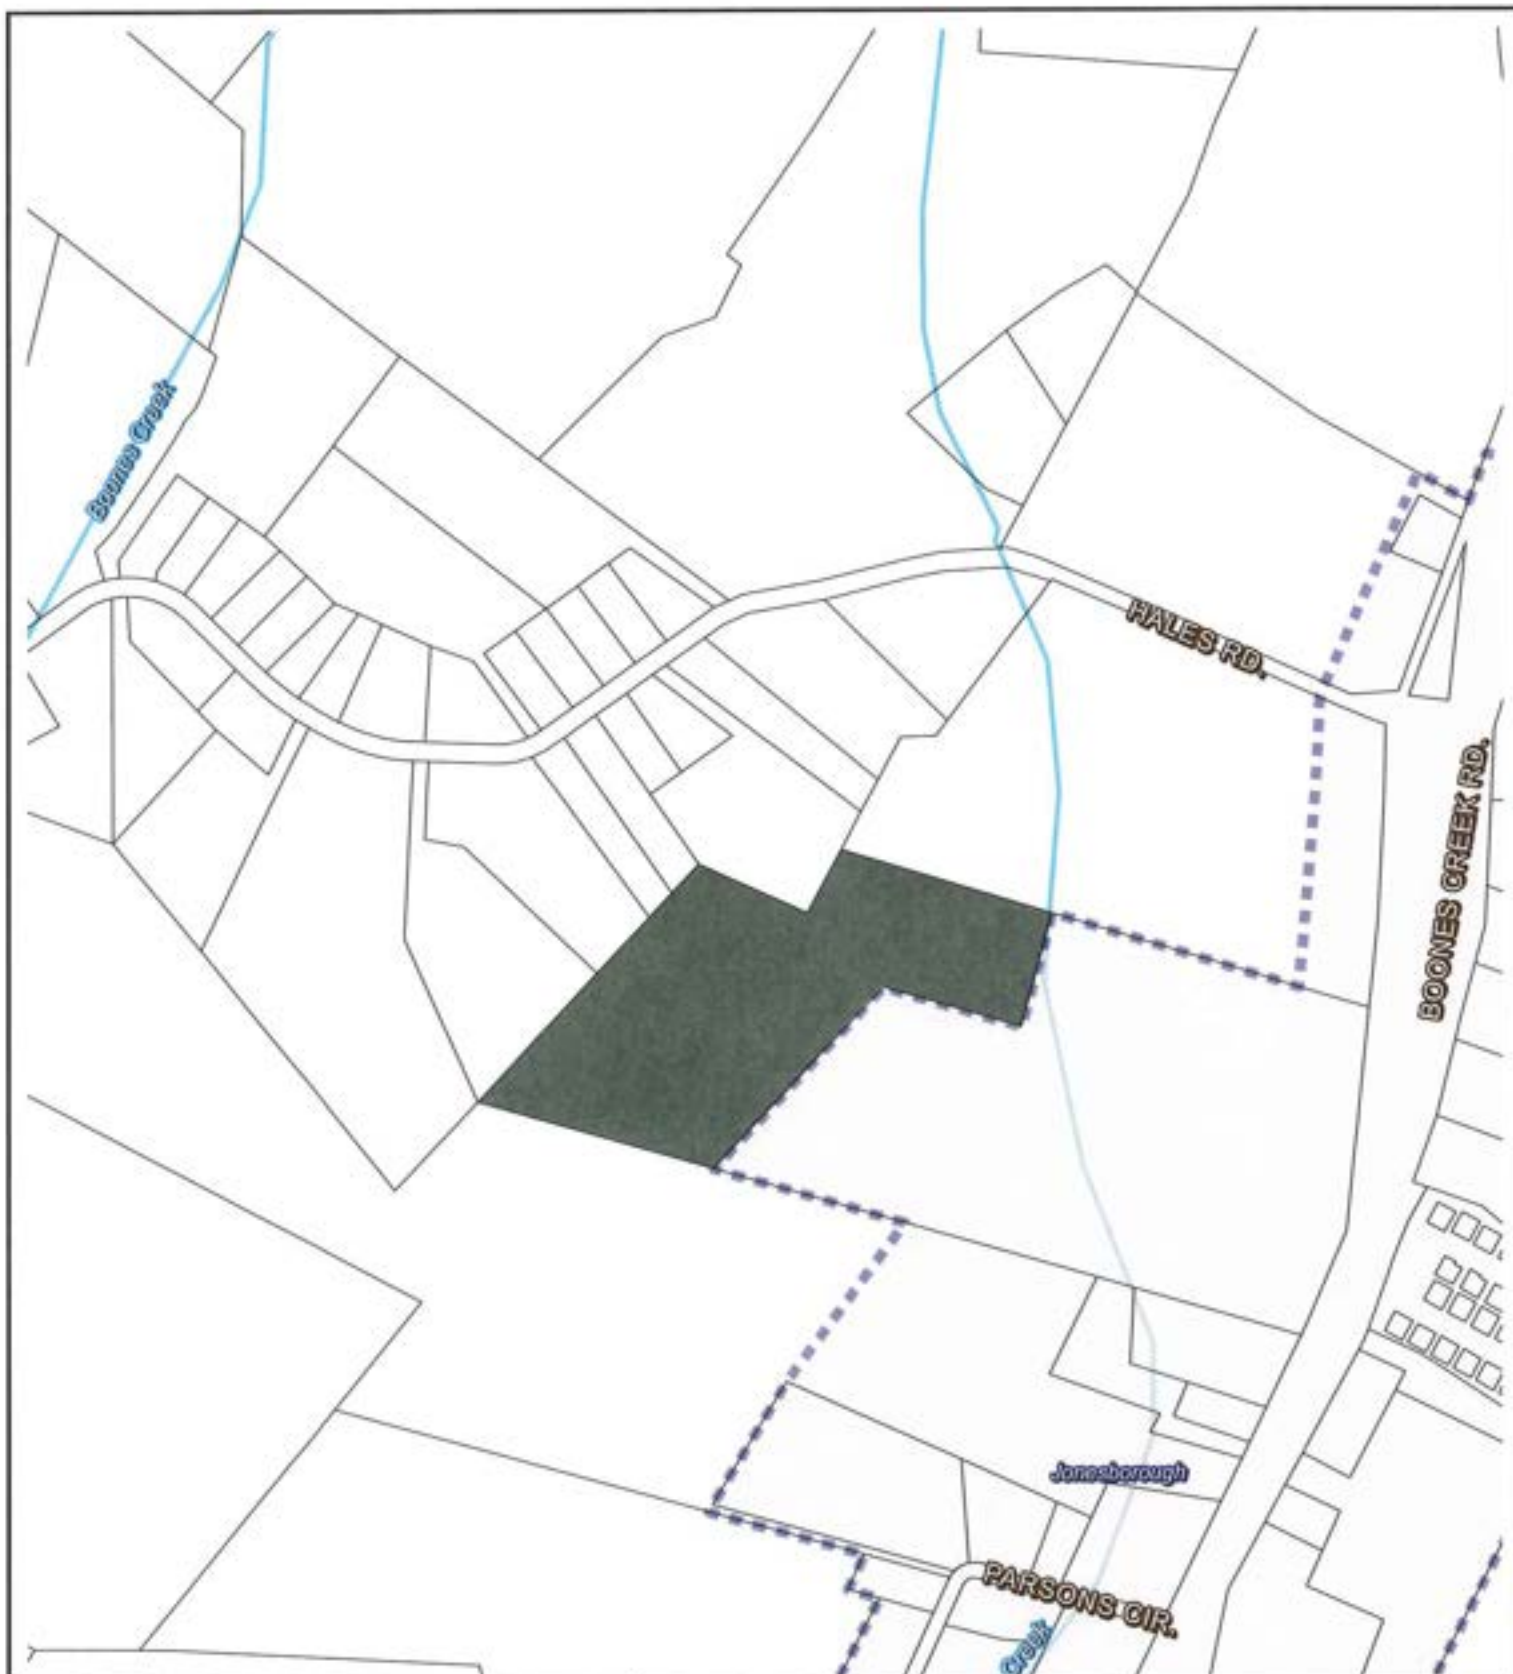 Boones Creek
HALES RD.
BOONES CREEK RD.
Jonesborough
PARSONS CIR.
Creek